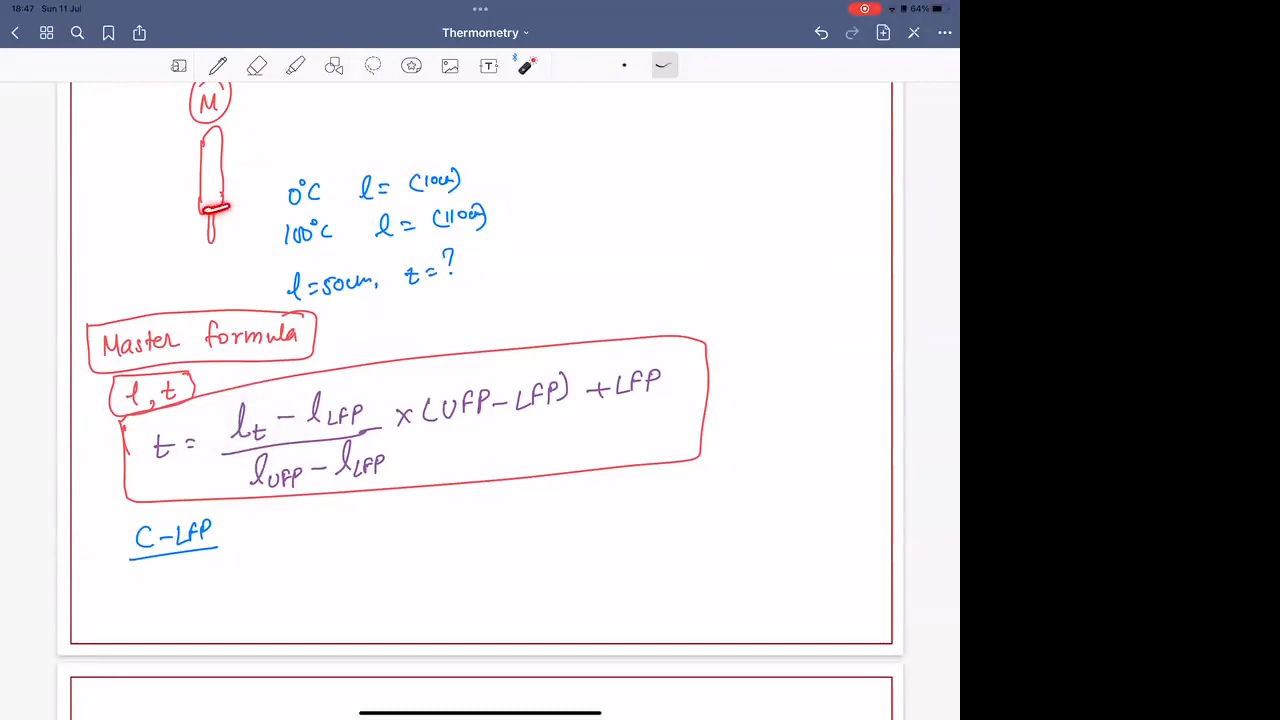 18:47 Sun 11 Jul
64%
Thermometry
T
M
0°C l = (10cm)
100°C l = (110cm)
l = 50cm, t = ?
Master formula
l, t
t = (l_t - l_LFP) / (l_UFP - l_LFP) × (UFP - LFP) + LFP
C - LFP